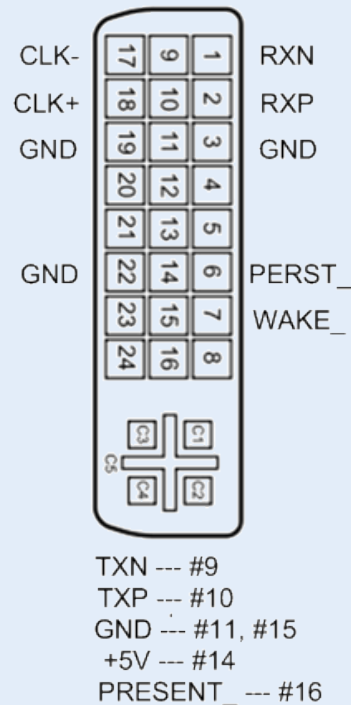 CLK- 17 9 1 RXN
CLK+ 18 10 2 RXP
GND 19 11 3 GND
20 12 4
21 13 5
GND 22 14 6 PERST_
23 15 7 WAKE_
24 16 8
C3 C1
C5
C4 C2
TXN --- #9
TXP --- #10
GND --- #11, #15
+5V --- #14
PRESENT_ --- #16